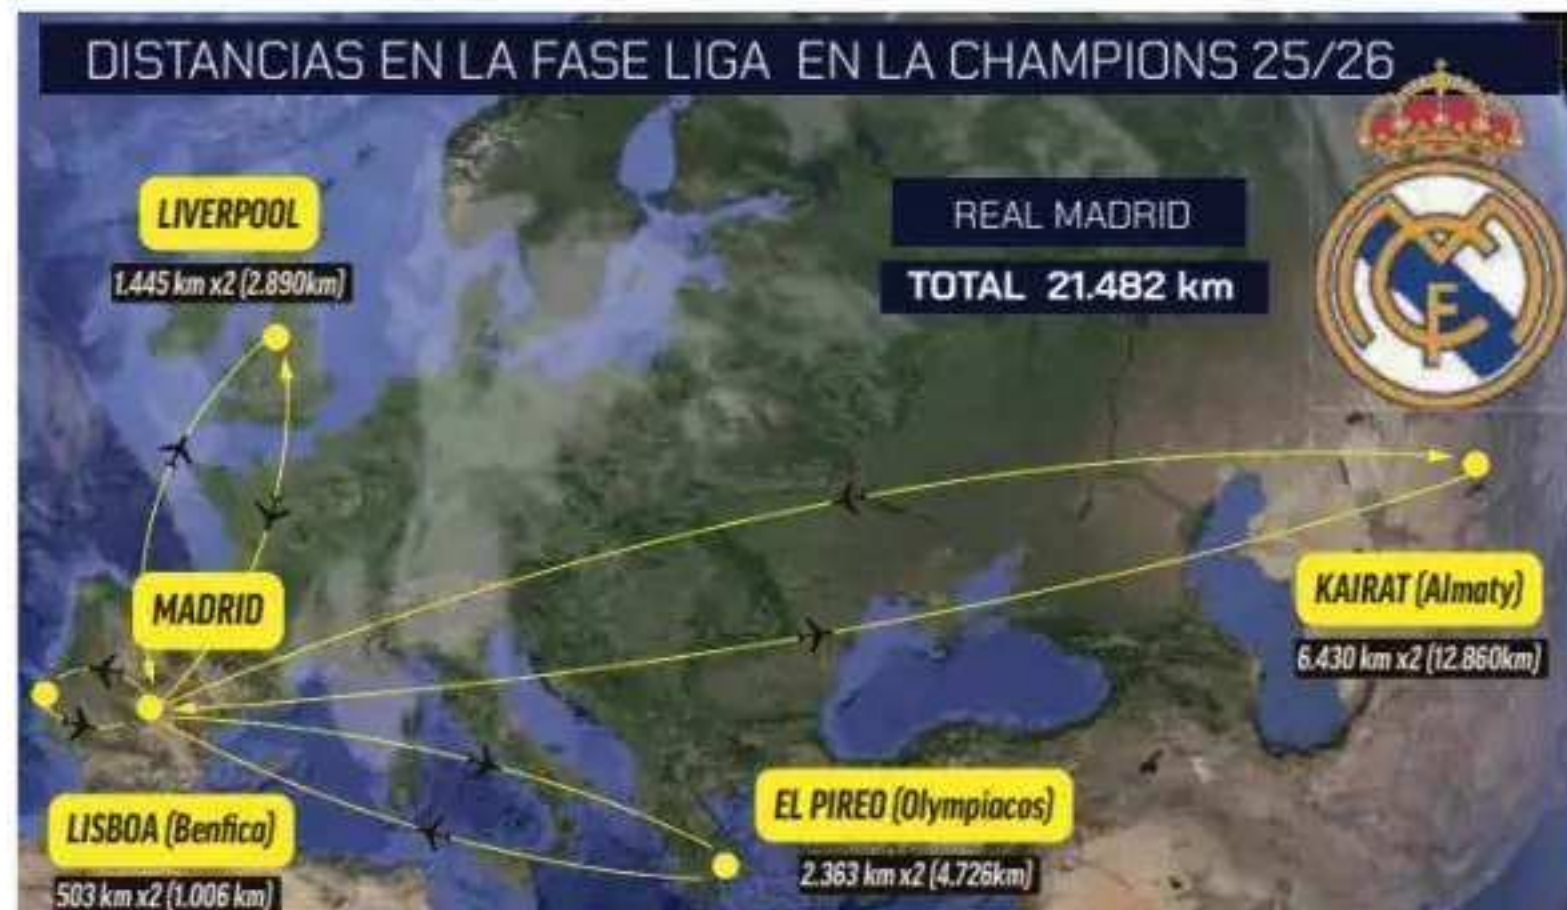 DISTANCIAS EN LA FASE LIGA EN LA CHAMPIONS 25/26
REAL MADRID
TOTAL 21.482 km
LIVERPOOL
1.445 km x2 (2.890km)
MADRID
KAIRAT (Almaty)
6.430 km x2 (12.860km)
LISBOA (Benfica)
503 km x2 (1.006 km)
EL PIREO (Olympiacos)
2.363 km x2 (4.726km)